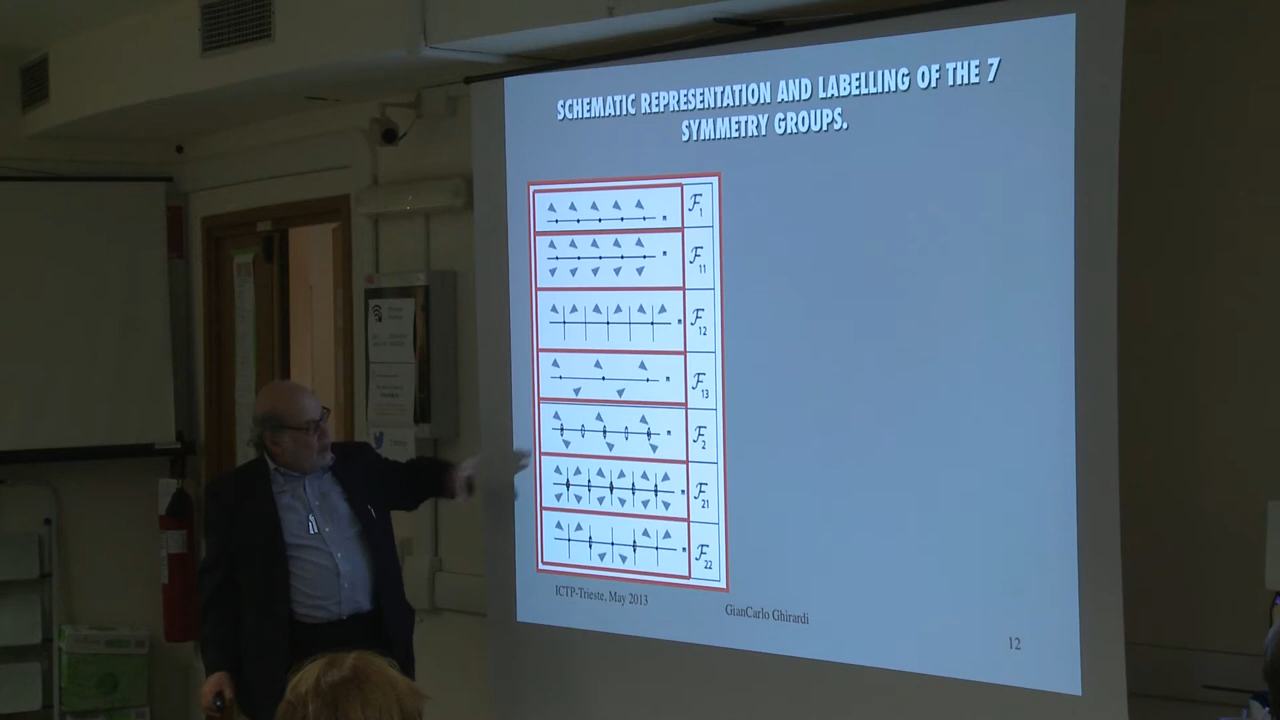 SCHEMATIC REPRESENTATION AND LABELLING OF THE 7
SYMMETRY GROUPS.
ℱ₁
ℱ₁₁
ℱ₁₂
ℱ₁₃
ℱ₂
ℱ₂₁
ℱ₂₂
ICTP-Trieste, May 2013
GianCarlo Ghirardi
12